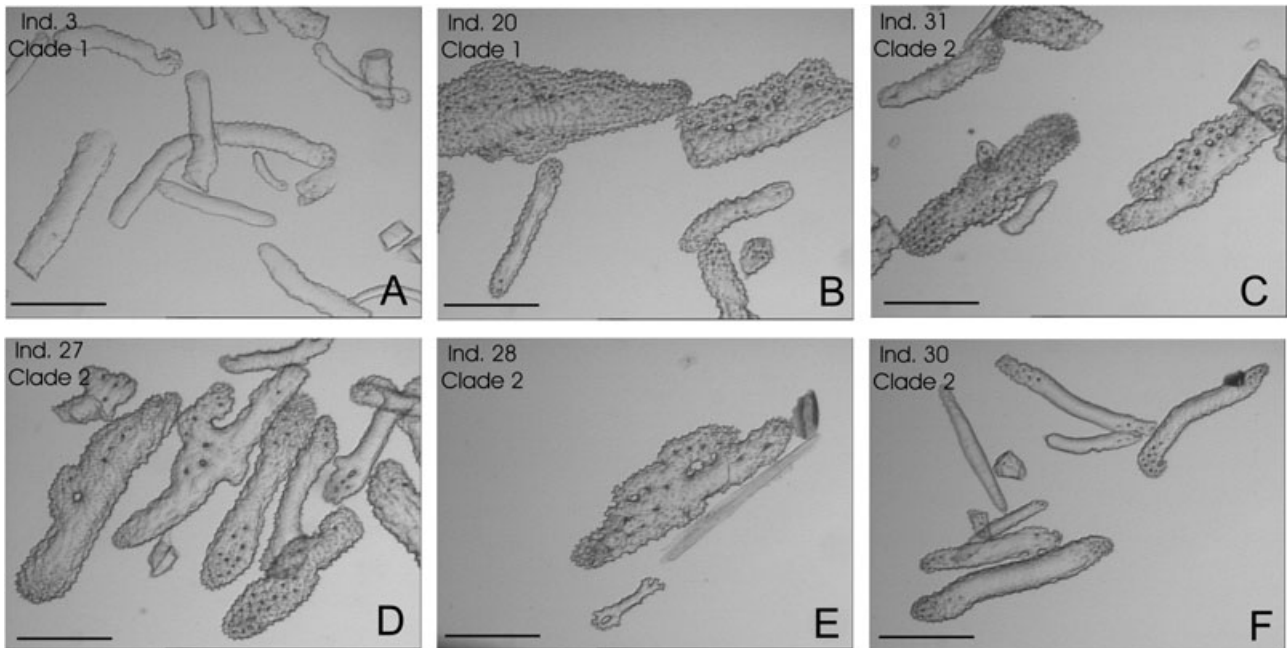 Ind. 3
Clade 1
A
Ind. 20
Clade 1
B
Ind. 31
Clade 2
C
Ind. 27
Clade 2
D
Ind. 28
Clade 2
E
Ind. 30
Clade 2
F